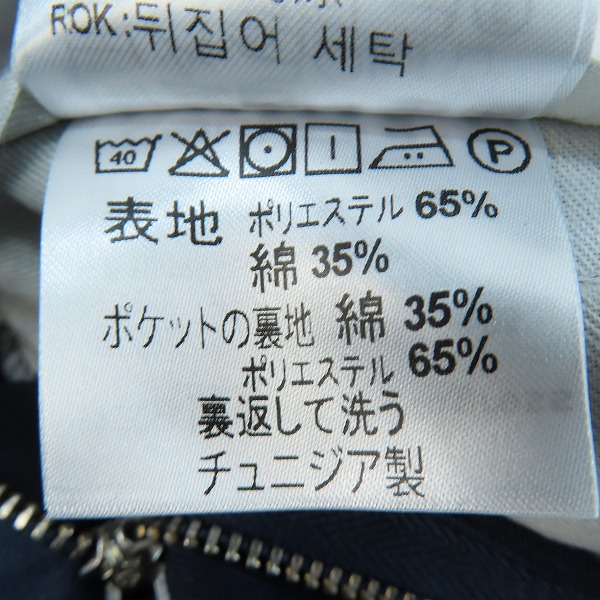 R.O.K:뒤집어 세탁
40 P
表地 ポリエステル 65%
綿 35%
ポケットの裏地 綿 35%
ポリエステル 65%
裏返して洗う
チュニジア製